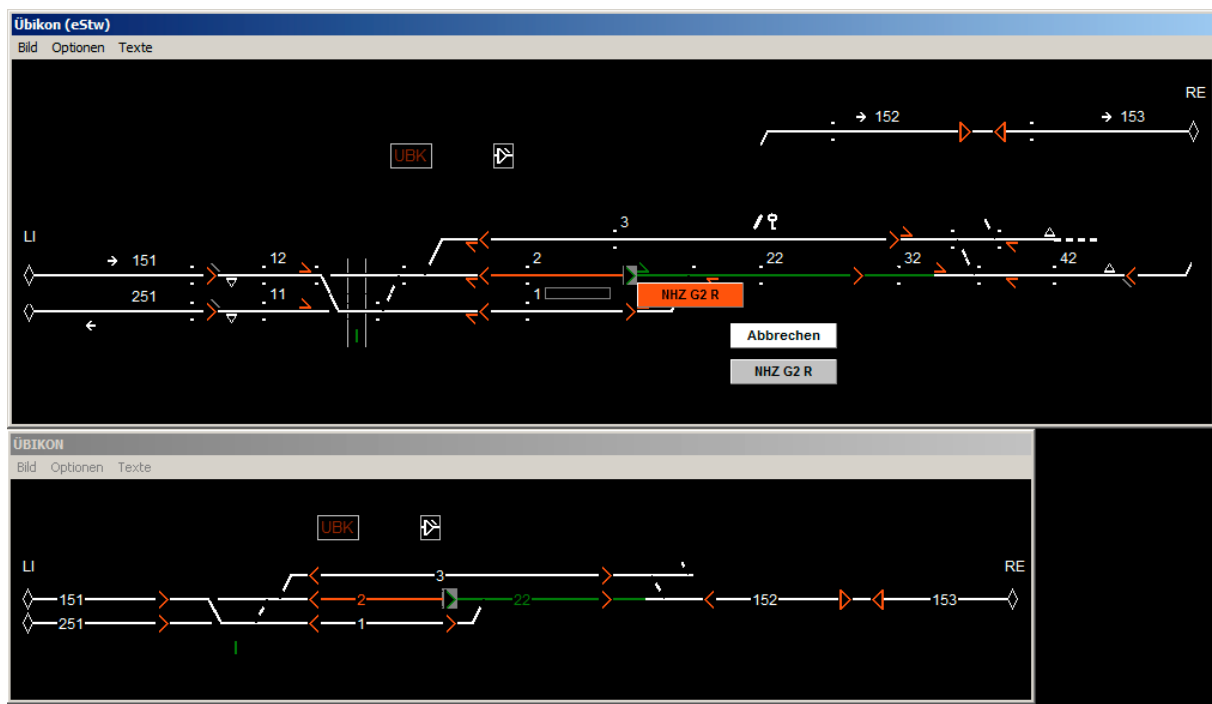 Übikon (eStw)
Bild Optionen Texte
RE
→ 152 → 153
UBK
3
LI
→ 151 12 2 22 32 42
251 11 1 NHZ G2 R
←
I
Abbrechen
NHZ G2 R
ÜBIKON
Bild Optionen Texte
UBK
LI 3 RE
151 2 22 152 153
251 1
I